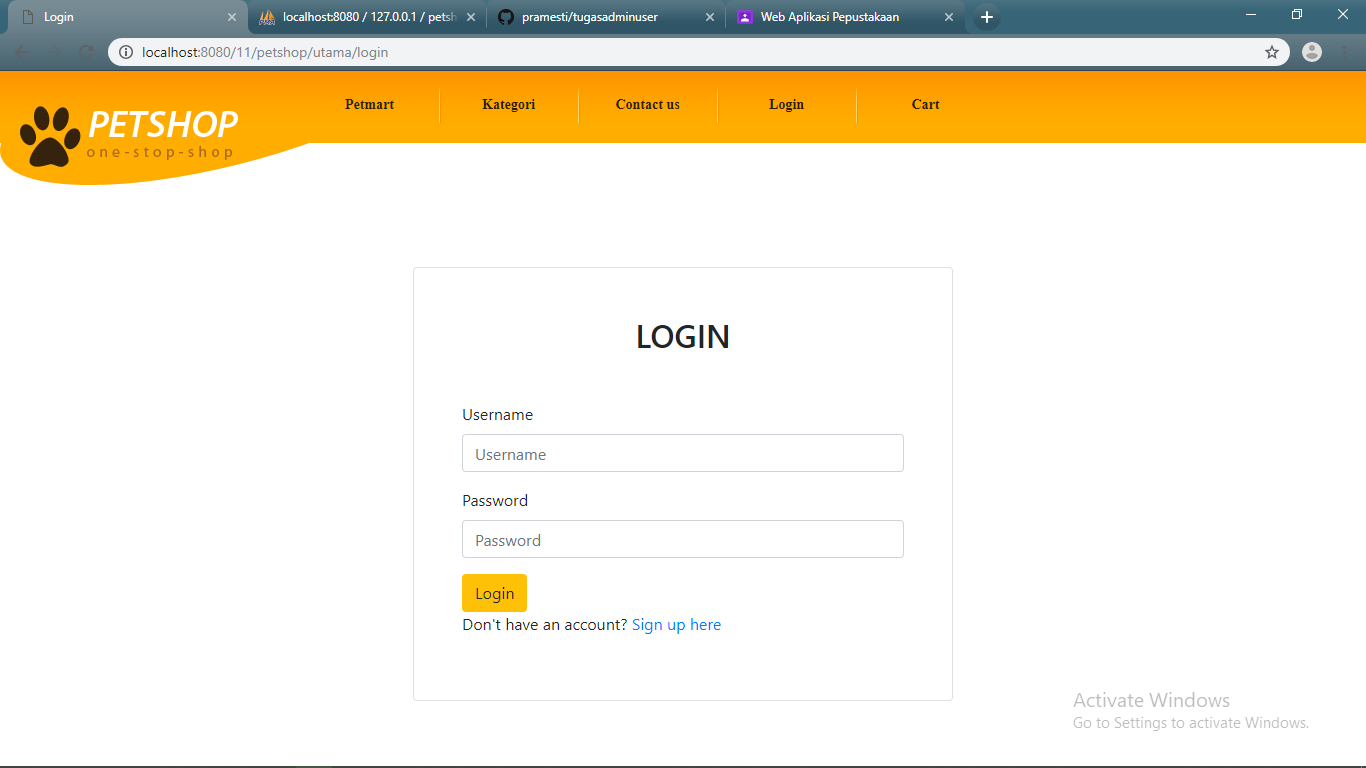 Login
localhost:8080 / 127.0.0.1 / petsh
pramesti/tugasadminuser
Web Aplikasi Pepustakaan
localhost:8080/11/petshop/utama/login
PETSHOP
one-stop-shop
Petmart
Kategori
Contact us
Login
Cart
LOGIN
Username
Username
Password
Password
Login
Don't have an account? Sign up here
Activate Windows
Go to Settings to activate Windows.